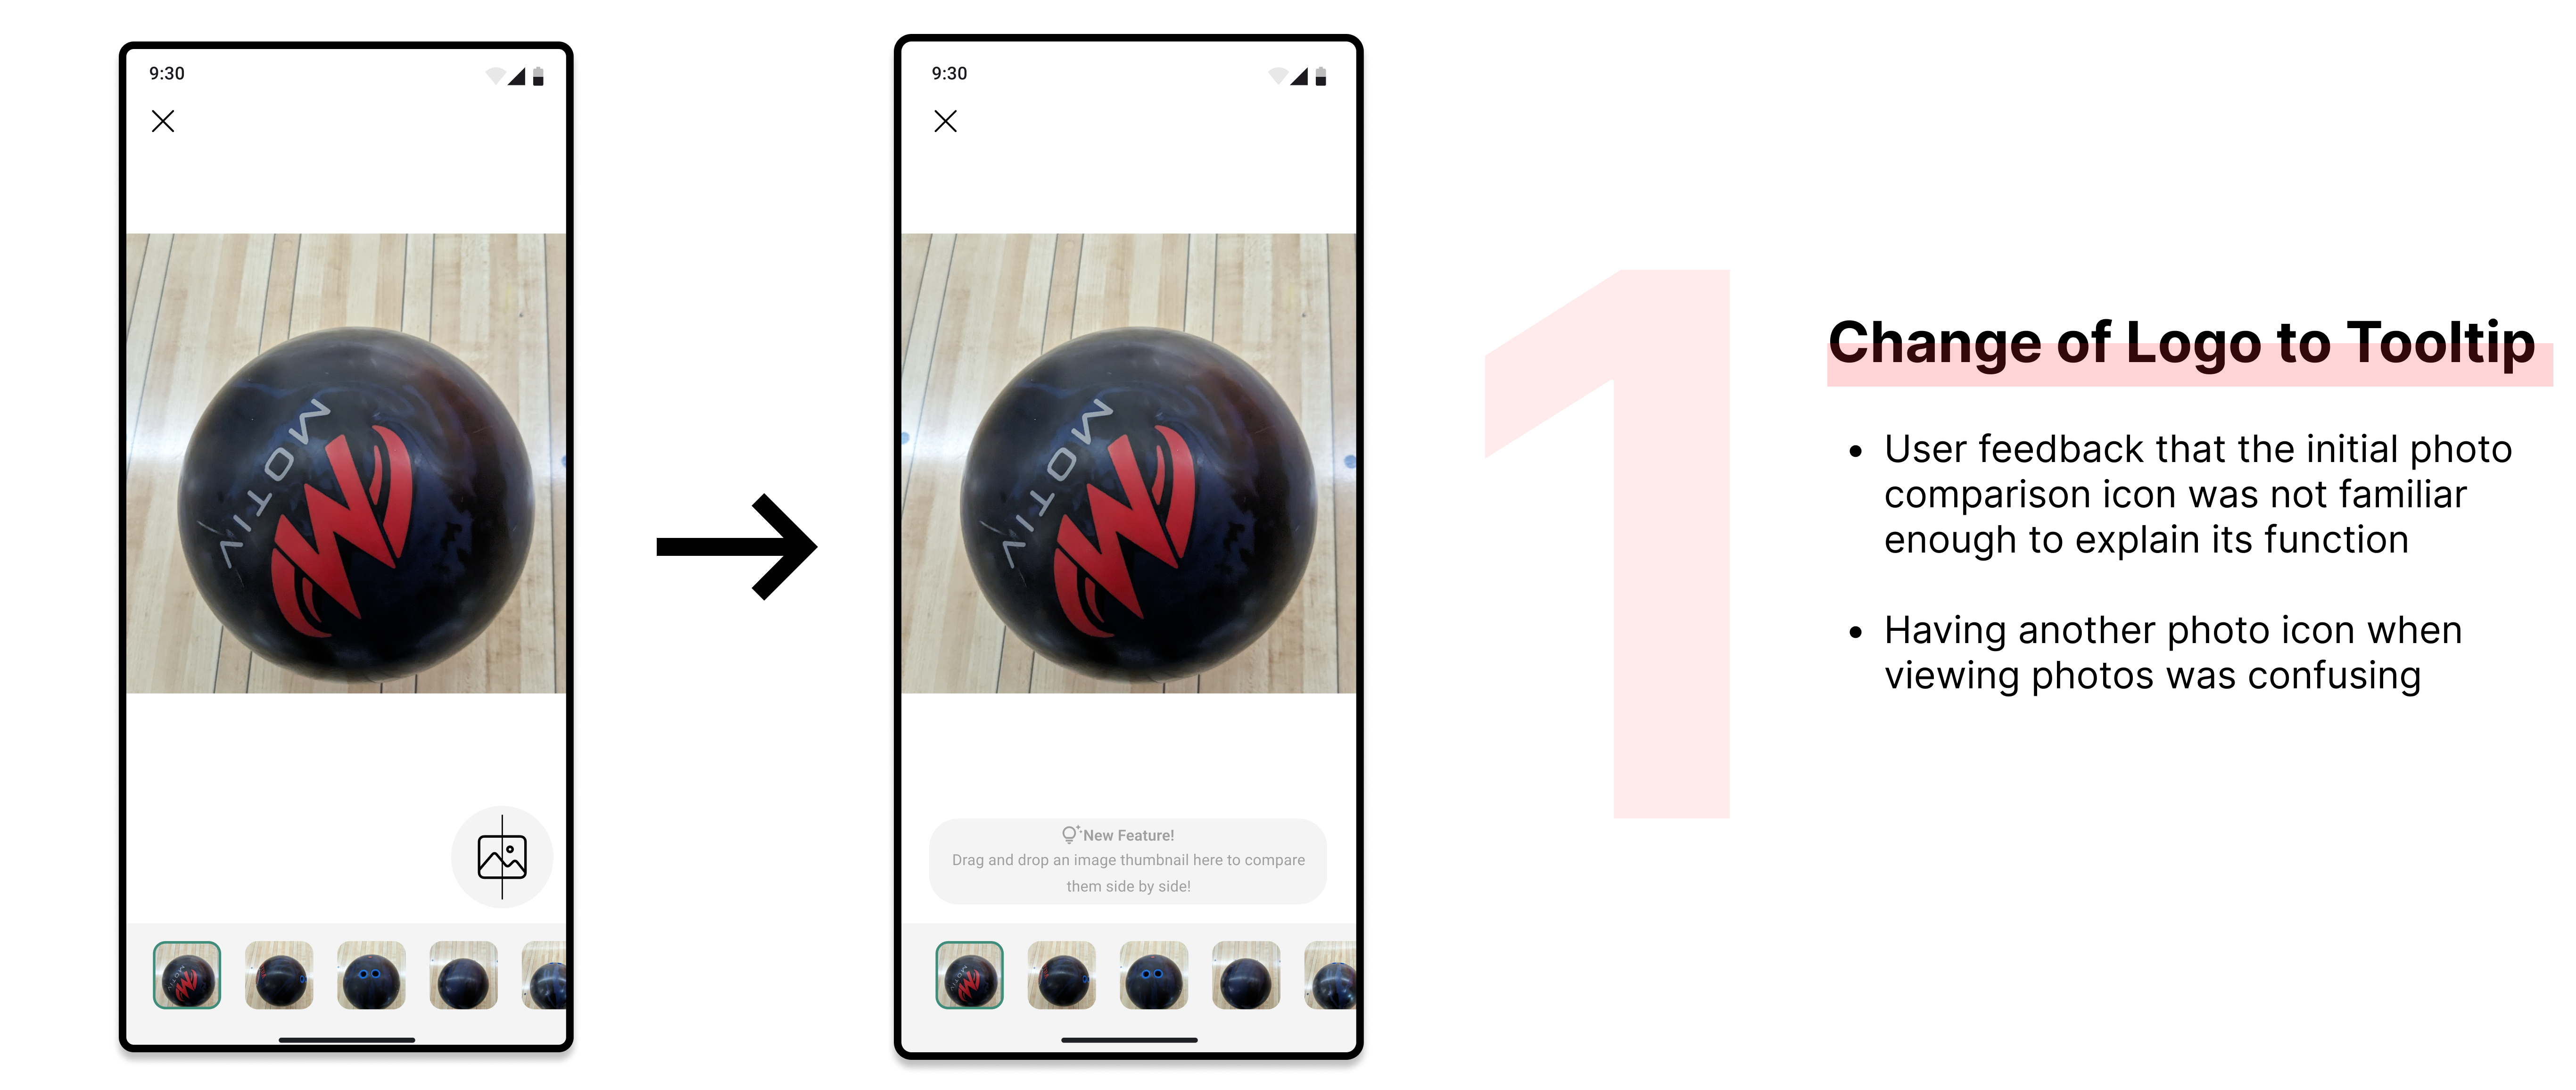 9:30
MOTIV
New Feature!
Drag and drop an image thumbnail here to compare
them side by side!
9:30
MOTIV
1
Change of Logo to Tooltip
• User feedback that the initial photo
comparison icon was not familiar
enough to explain its function
• Having another photo icon when
viewing photos was confusing